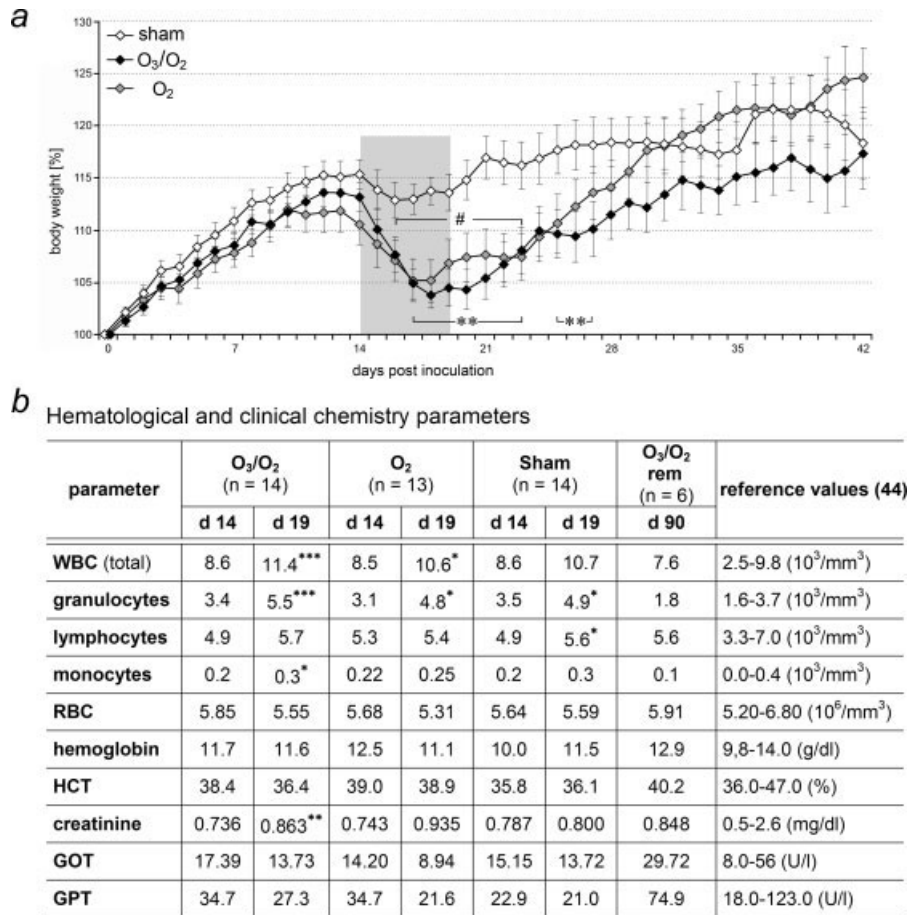 a
130
125
120
115
110
105
100
body weight [%]
sham
O₃/O₂
O₂
#
** **
0 7 14 21 28 35 42
days post inoculation
b Hematological and clinical chemistry parameters
parameter O₃/O₂ (n = 14) O₂ (n = 13) Sham (n = 14) O₃/O₂ rem (n = 6) reference values (44)
d 14 d 19 d 14 d 19 d 14 d 19 d 90
WBC (total) 8.6 11.4*** 8.5 10.6* 8.6 10.7 7.6 2.5-9.8 (10³/mm³)
granulocytes 3.4 5.5*** 3.1 4.8* 3.5 4.9* 1.8 1.6-3.7 (10³/mm³)
lymphocytes 4.9 5.7 5.3 5.4 4.9 5.6* 5.6 3.3-7.0 (10³/mm³)
monocytes 0.2 0.3* 0.22 0.25 0.2 0.3 0.1 0.0-0.4 (10³/mm³)
RBC 5.85 5.55 5.68 5.31 5.64 5.59 5.91 5.20-6.80 (10⁶/mm³)
hemoglobin 11.7 11.6 12.5 11.1 10.0 11.5 12.9 9,8-14.0 (g/dl)
HCT 38.4 36.4 39.0 38.9 35.8 36.1 40.2 36.0-47.0 (%)
creatinine 0.736 0.863** 0.743 0.935 0.787 0.800 0.848 0.5-2.6 (mg/dl)
GOT 17.39 13.73 14.20 8.94 15.15 13.72 29.72 8.0-56 (U/l)
GPT 34.7 27.3 34.7 21.6 22.9 21.0 74.9 18.0-123.0 (U/l)